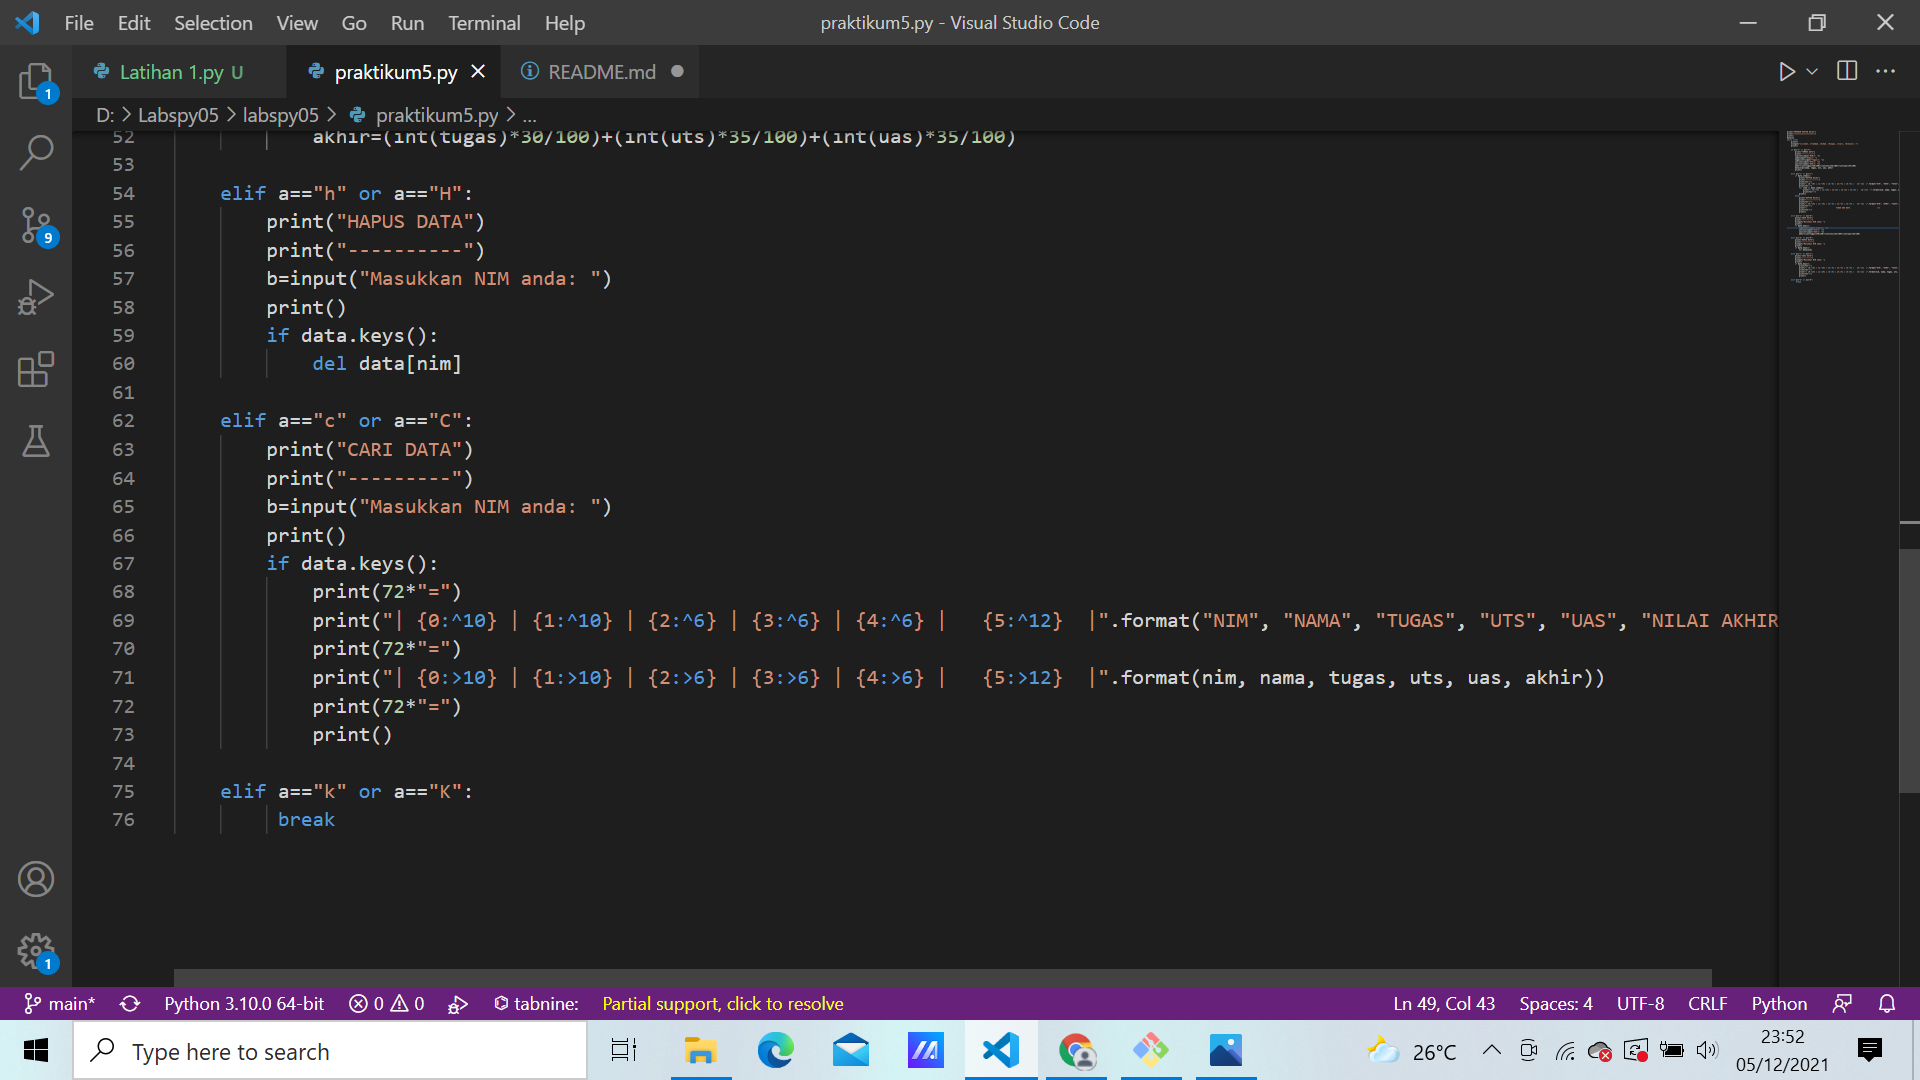 File Edit Selection View Go Run Terminal Help praktikum5.py - Visual Studio Code
Latihan 1.py U praktikum5.py README.md
D: > Labspy05 > labspy05 > praktikum5.py > ...
52 akhir=(int(tugas)*30/100)+(int(uts)*35/100)+(int(uas)*35/100)
53
54 elif a=="h" or a=="H":
55 print("HAPUS DATA")
56 print("----------")
57 b=input("Masukkan NIM anda: ")
58 print()
59 if data.keys():
60 del data[nim]
61
62 elif a=="c" or a=="C":
63 print("CARI DATA")
64 print("---------")
65 b=input("Masukkan NIM anda: ")
66 print()
67 if data.keys():
68 print(72*"=")
69 print("| {0:^10} | {1:^10} | {2:^6} | {3:^6} | {4:^6} |   {5:^12}  |".format("NIM", "NAMA", "TUGAS", "UTS", "UAS", "NILAI AKHIR
70 print(72*"=")
71 print("| {0:>10} | {1:>10} | {2:>6} | {3:>6} | {4:>6} |   {5:>12}  |".format(nim, nama, tugas, uts, uas, akhir))
72 print(72*"=")
73 print()
74
75 elif a=="k" or a=="K":
76 break
1
9
1
main* Python 3.10.0 64-bit 0 0 tabnine: Partial support, click to resolve Ln 49, Col 43 Spaces: 4 UTF-8 CRLF Python
Type here to search 26°C 23:52
05/12/2021